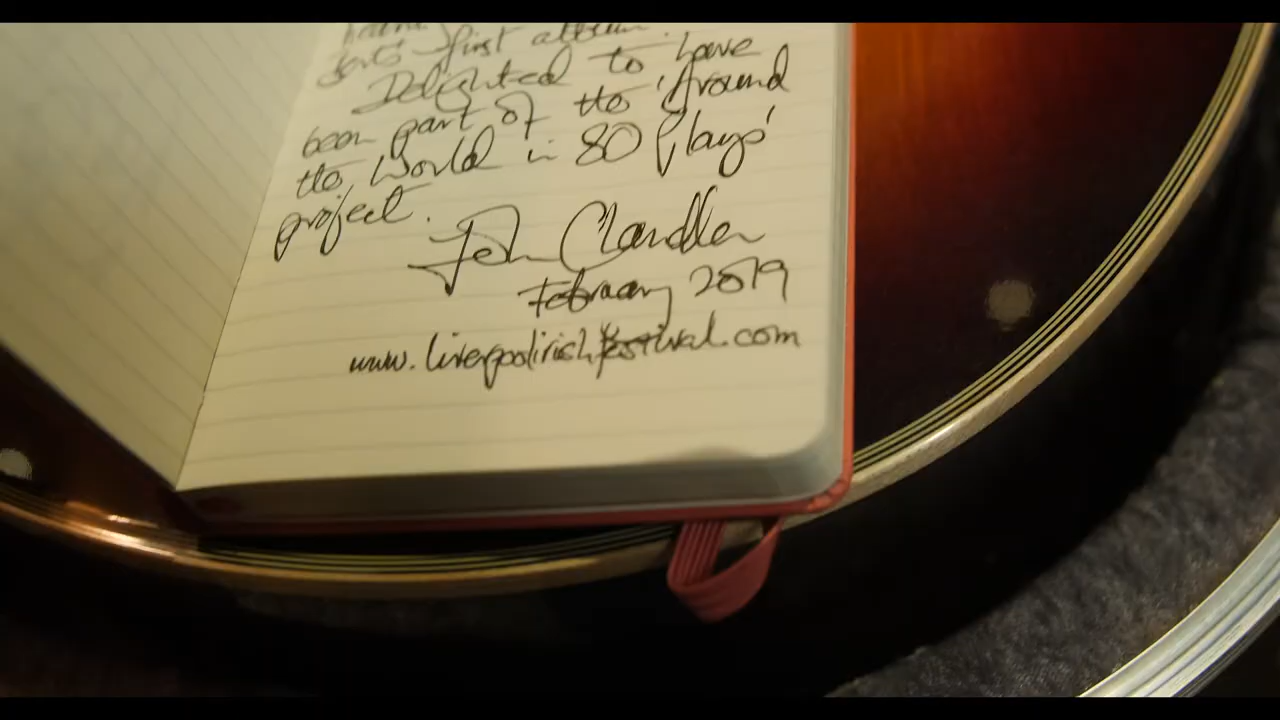 first album.
Delighted to have
been part of the 'Around
the World in 80 Plays'
project.
John Chandler
February 2019
www.liverpoolirishfestival.com